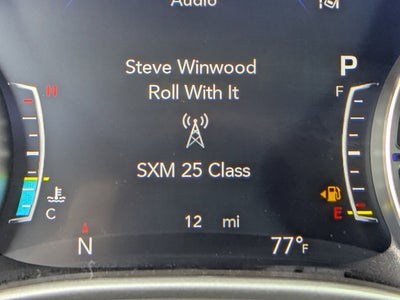 Audio
Steve Winwood
P
Roll With It
H
F
SXM 25 Class
C
E
12 mi
N
77°F